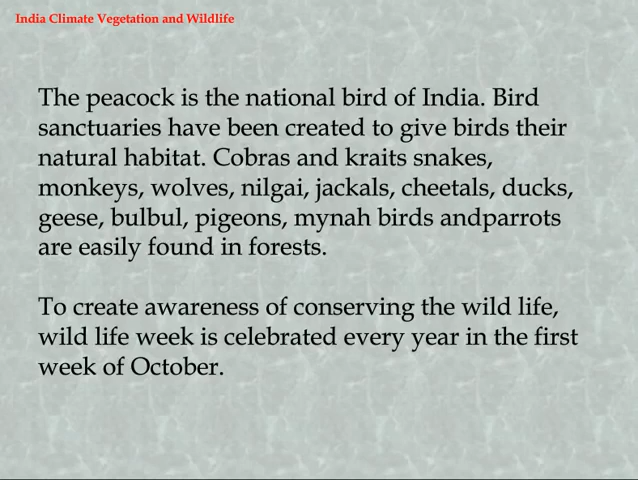 India Climate Vegetation and Wildlife
The peacock is the national bird of India. Bird
sanctuaries have been created to give birds their
natural habitat. Cobras and kraits snakes,
monkeys, wolves, nilgai, jackals, cheetals, ducks,
geese, bulbul, pigeons, mynah birds andparrots
are easily found in forests.
To create awareness of conserving the wild life,
wild life week is celebrated every year in the first
week of October.